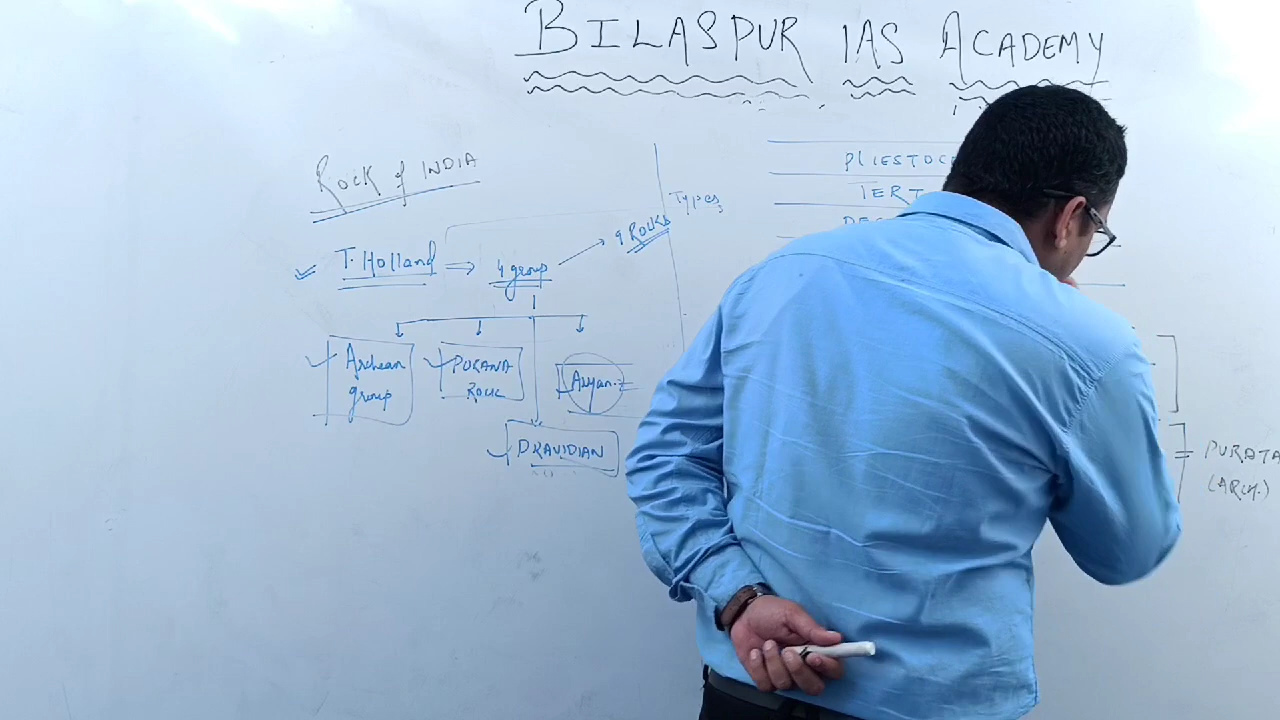 BILASPUR IAS ACADEMY
ROCK of INDIA
T. Holland ⇒ 4 group → 9 ROCKS
Types
Archean
group
PURANA
ROCK
Aryan
DRAVIDIAN
PLIESTOC
TERT
PURATA
(ARCH.)